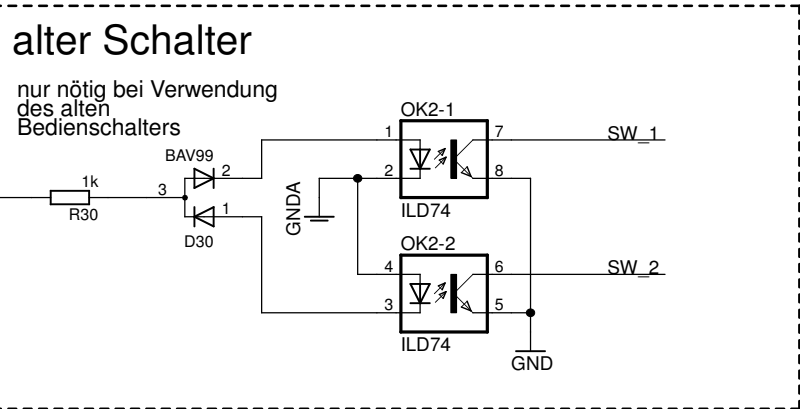 alter Schalter
nur nötig bei Verwendung
des alten
Bedienschalters
BAV99
2
1k
R30
3
1
D30
GNDA
OK2-1
1
7
SW_1
2
8
ILD74
OK2-2
4
6
SW_2
3
5
ILD74
GND